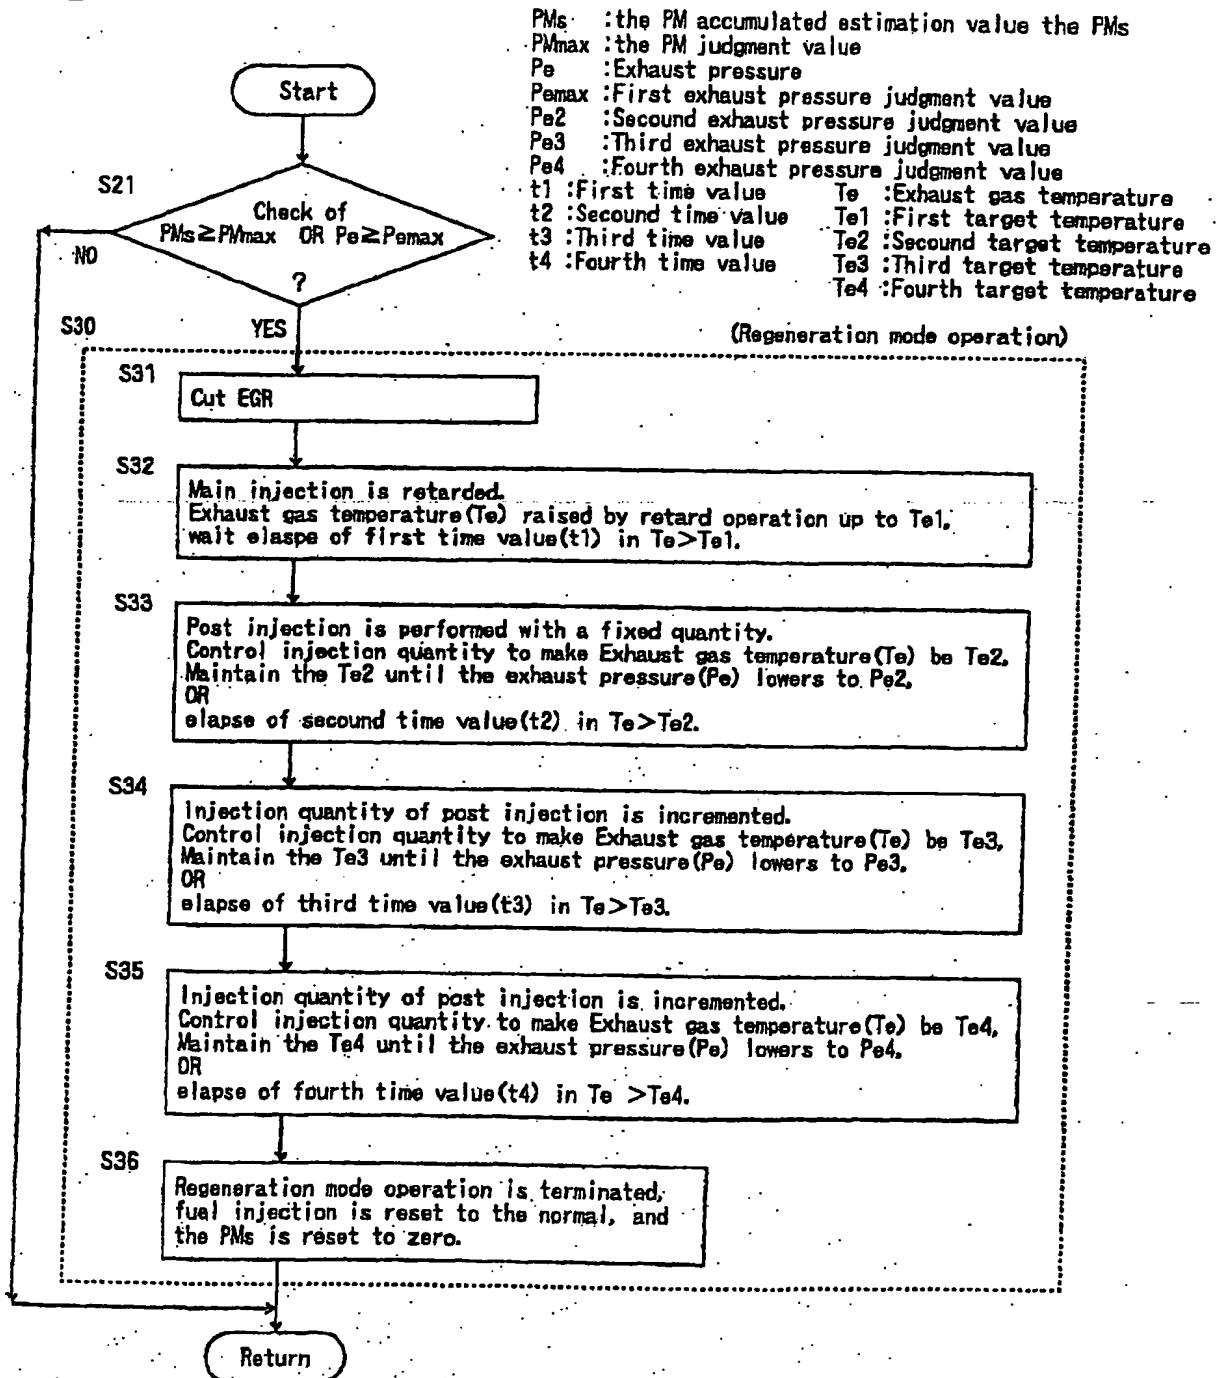 PMs :the PM accumulated estimation value the PMs
PMmax :the PM judgment value
Pe :Exhaust pressure
Pemax :First exhaust pressure judgment value
Pe2 :Second exhaust pressure judgment value
Pe3 :Third exhaust pressure judgment value
Pe4 :Fourth exhaust pressure judgment value
t1 :First time value Te :Exhaust gas temperature
t2 :Second time value Te1 :First target temperature
t3 :Third time value Te2 :Second target temperature
t4 :Fourth time value Te3 :Third target temperature
Te4 :Fourth target temperature
Start
S21
Check of
PMs≧PMmax OR Pe≧Pemax
?
NO
YES
S30
(Regeneration mode operation)
S31
Cut EGR
S32
Main injection is retarded.
Exhaust gas temperature(Te) raised by retard operation up to Te1.
wait elaspe of first time value(t1) in Te>Te1.
S33
Post injection is performed with a fixed quantity.
Control injection quantity to make Exhaust gas temperature(Te) be Te2.
Maintain the Te2 until the exhaust pressure(Pe) lowers to Pe2.
OR
elapse of second time value(t2) in Te>Te2.
S34
Injection quantity of post injection is incremented.
Control injection quantity to make Exhaust gas temperature(Te) be Te3,
Maintain the Te3 until the exhaust pressure(Pe) lowers to Pe3.
OR
elapse of third time value(t3) in Te>Te3.
S35
Injection quantity of post injection is incremented.
Control injection quantity to make Exhaust gas temperature(Te) be Te4,
Maintain the Te4 until the exhaust pressure(Pe) lowers to Pe4.
OR
elapse of fourth time value(t4) in Te >Te4.
S36
Regeneration mode operation is terminated,
fuel injection is reset to the normal, and
the PMs is reset to zero.
Return